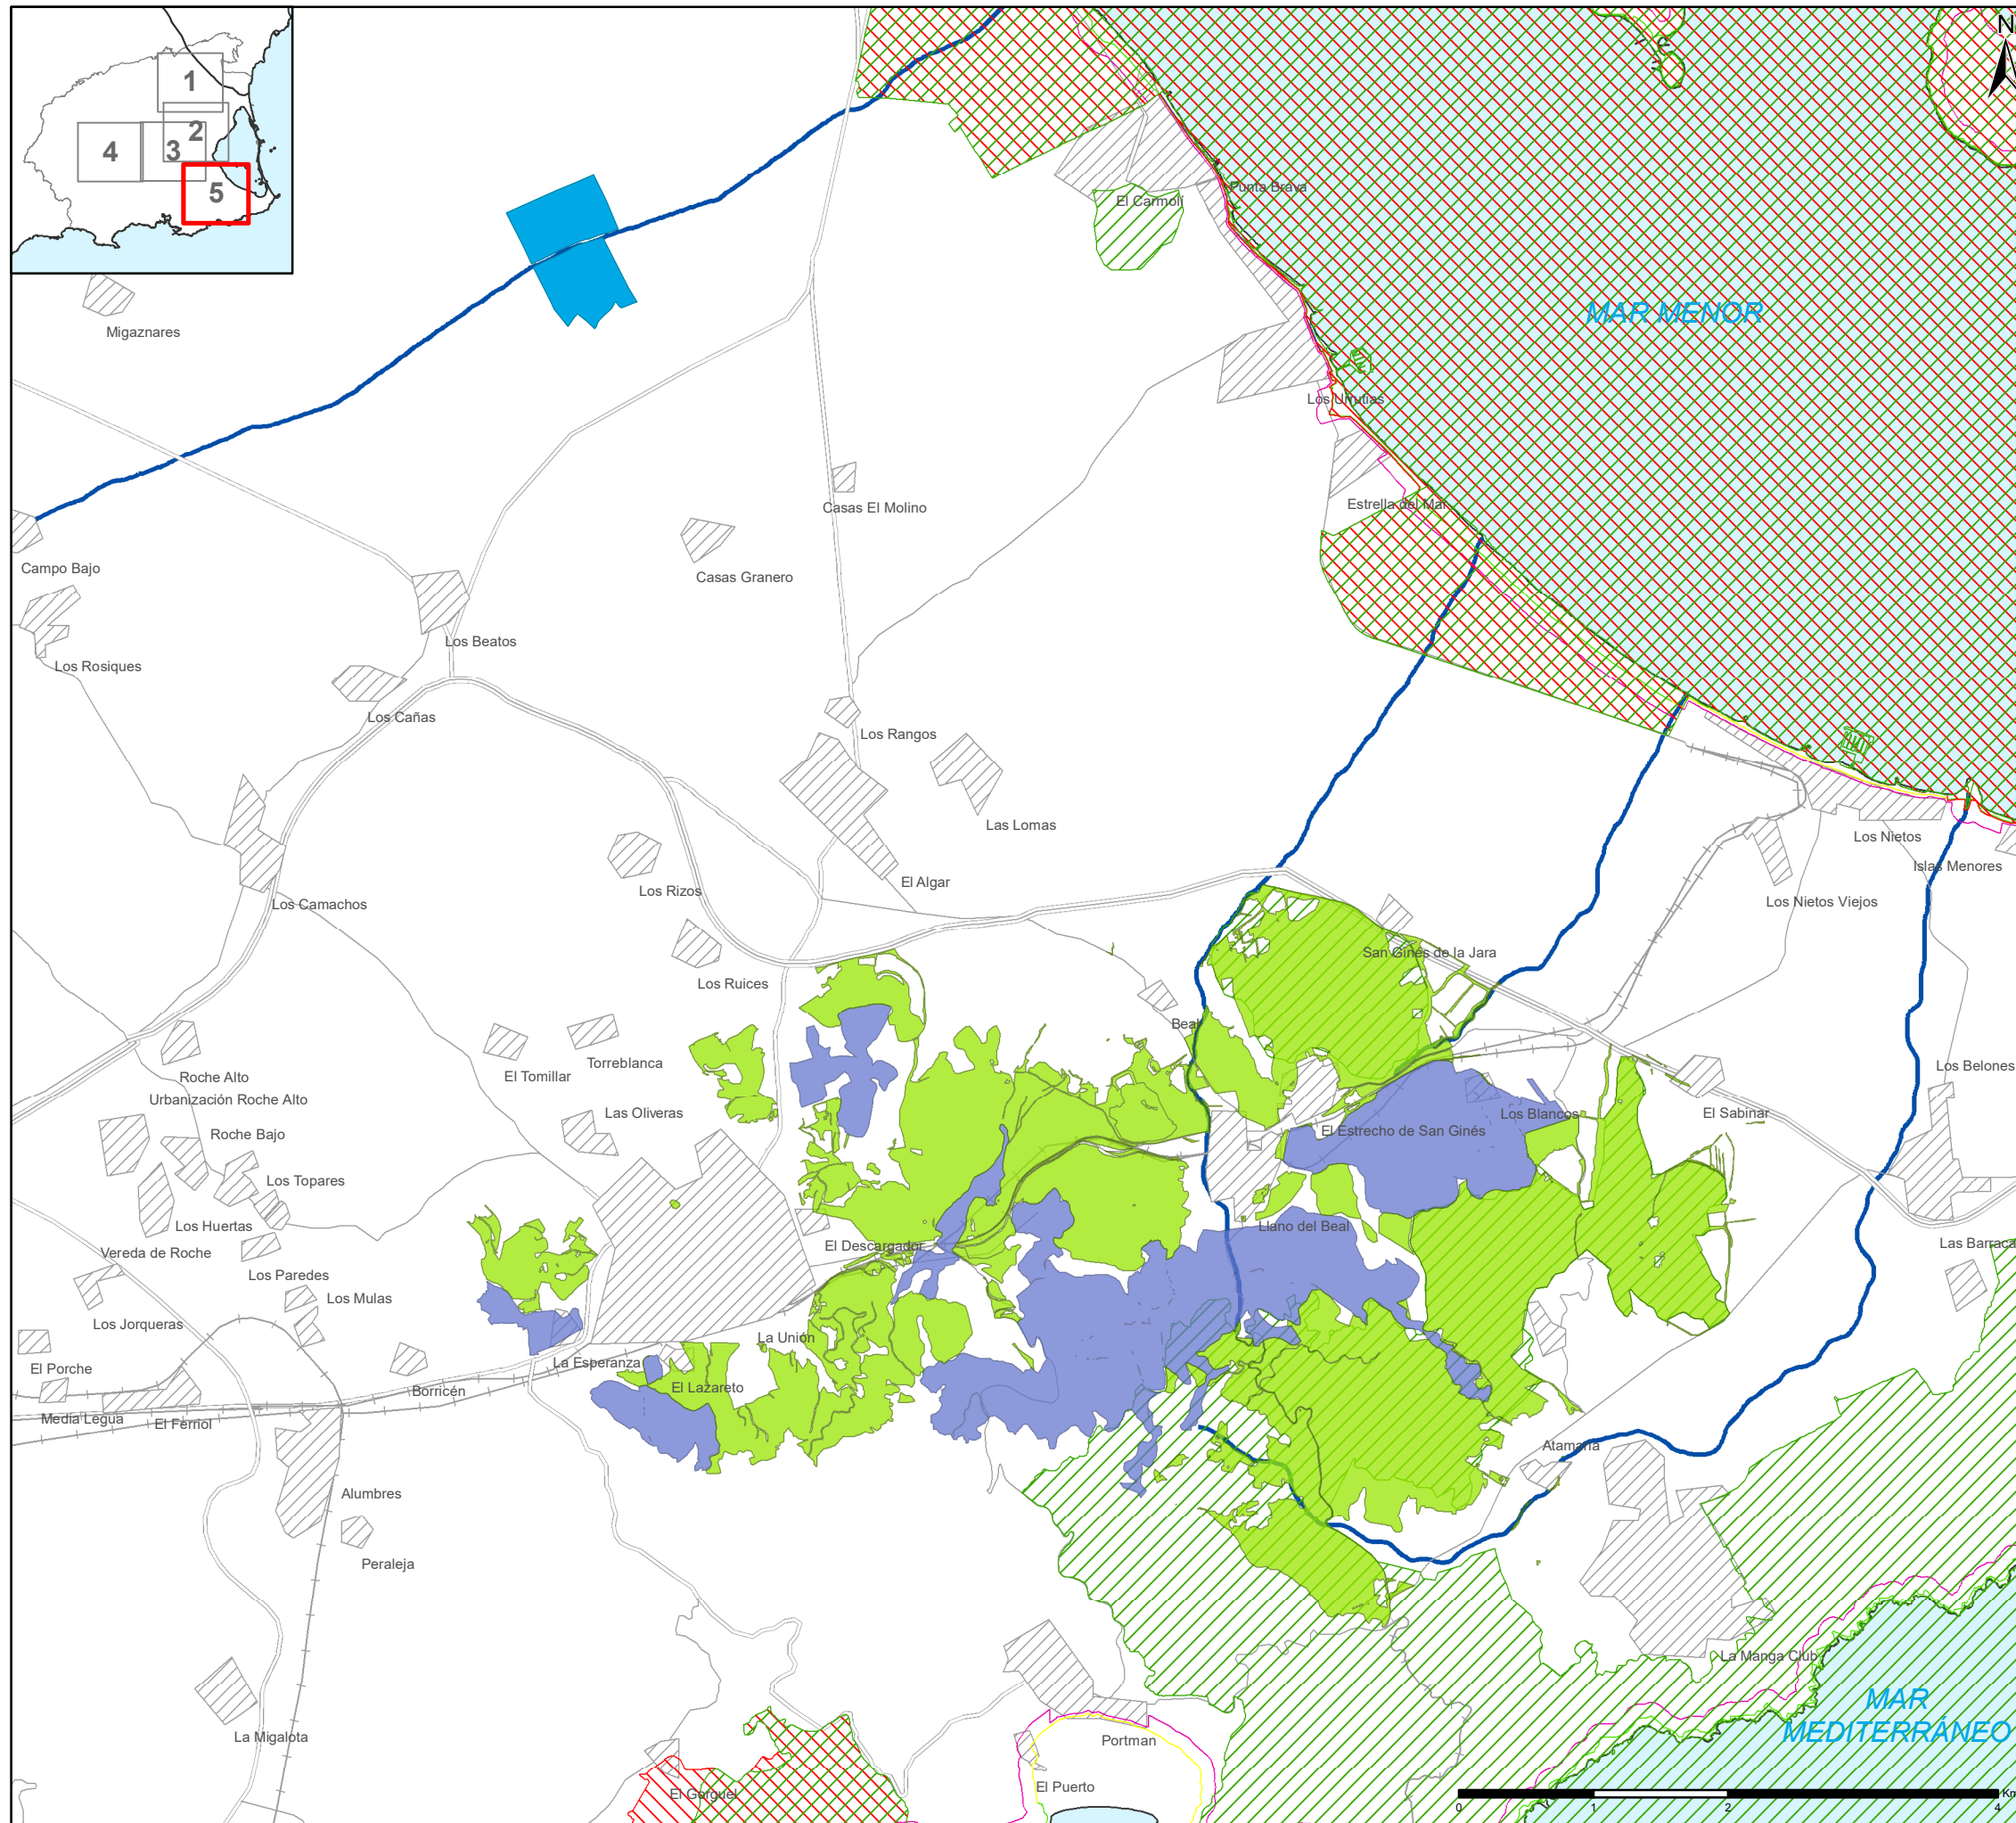 1
2
3
4
5
N
Migaznares
Punta Brava
El Carmolí
MAR MENOR
Los Urrutias
Estrella del Mar
Casas El Molino
Casas Granero
Campo Bajo
Los Beatos
Los Rosiques
Los Cañas
Los Rangos
Las Lomas
Los Nietos
Islas Menores
Los Nietos Viejos
El Algar
Los Rizos
Los Camachos
San Ginés de la Jara
Los Ruices
Beal
Torreblanca
El Tomillar
Roche Alto
Urbanización Roche Alto
Las Oliveras
Los Belones
El Sabinar
Los Blancos
El Estrecho de San Ginés
Roche Bajo
Los Topares
Los Huertas
Vereda de Roche
Llano del Beal
El Descargador
Las Barraca
Los Paredes
Los Mulas
Los Jorqueras
La Unión
La Esperanza
El Porche
Borricén
El Lazareto
Media Legua
El Ferriol
Atamaría
Alumbres
Peraleja
La Manga Club
MAR
MEDITERRÁNEO
La Migalota
Portman
El Puerto
El Gorguel
Km
0
1
2
4